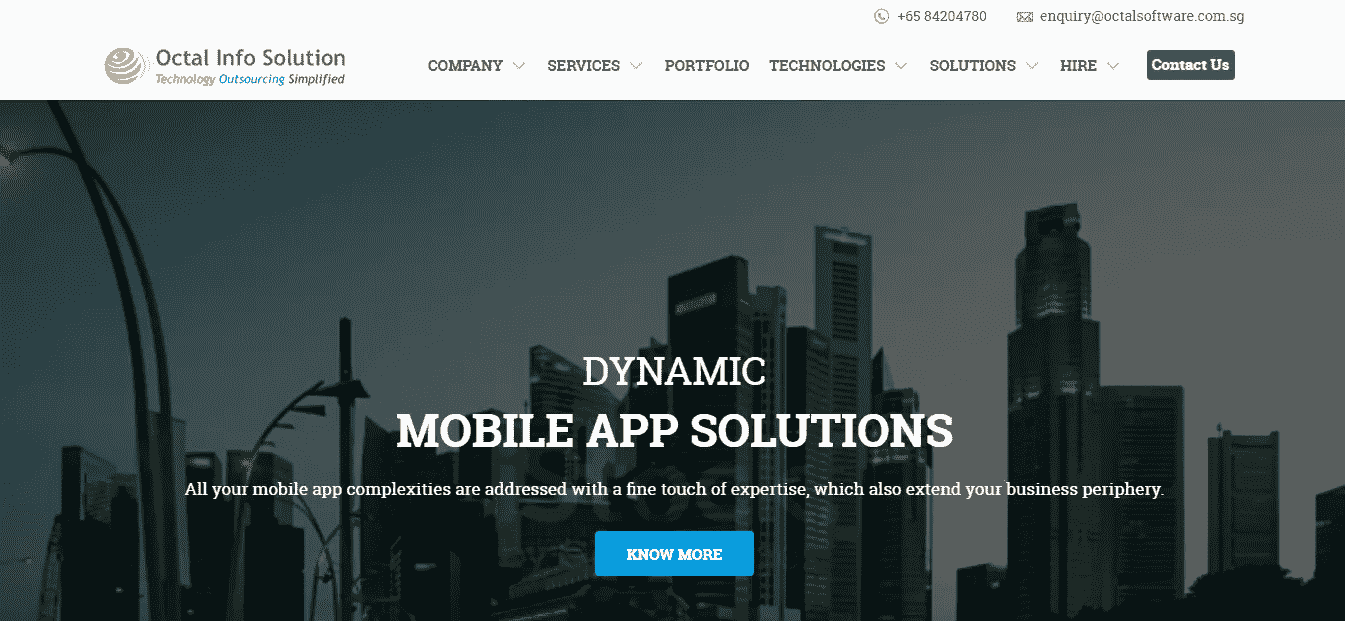 +65 84204780 enquiry@octalsoftware.com.sg
Octal Info Solution
Technology Outsourcing Simplified
COMPANY SERVICES PORTFOLIO TECHNOLOGIES SOLUTIONS HIRE Contact Us
DYNAMIC
MOBILE APP SOLUTIONS
All your mobile app complexities are addressed with a fine touch of expertise, which also extend your business periphery.
KNOW MORE